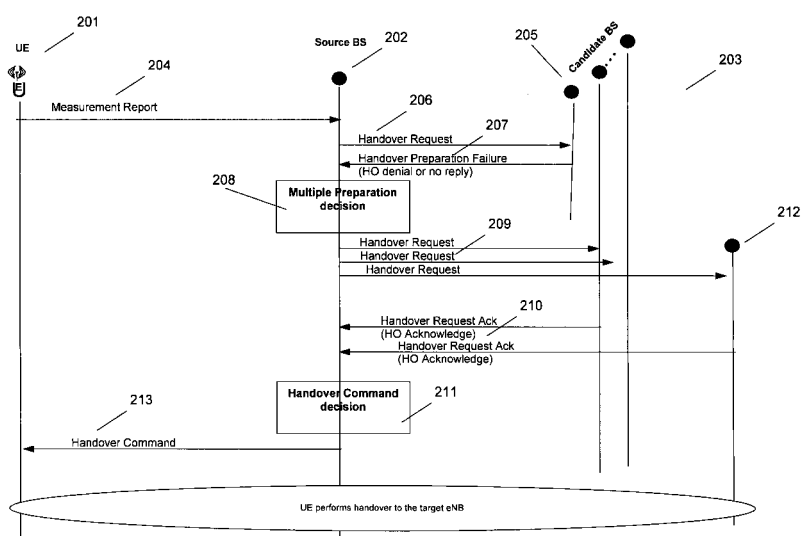 201
UE
204
Source BS
202
205
Candidate BS
203
Measurement Report
206
Handover Request
207
Handover Preparation Failure
(HO denial or no reply)
208
Multiple Preparation
decision
209
Handover Request
Handover Request
Handover Request
212
210
Handover Request Ack
(HO Acknowledge)
Handover Request Ack
(HO Acknowledge)
Handover Command
decision
211
213
Handover Command
UE performs handover to the target eNB